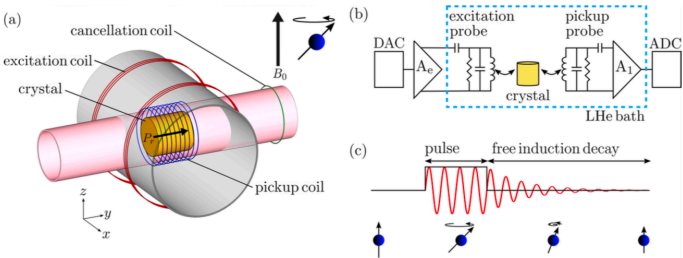 (a)
cancellation coil
excitation coil
crystal
B₀
Pᵣ
pickup coil
z
y
x
(b)
excitation
probe
pickup
probe
DAC
ADC
Aₑ
A₁
crystal
LHe bath
(c)
pulse
free induction decay